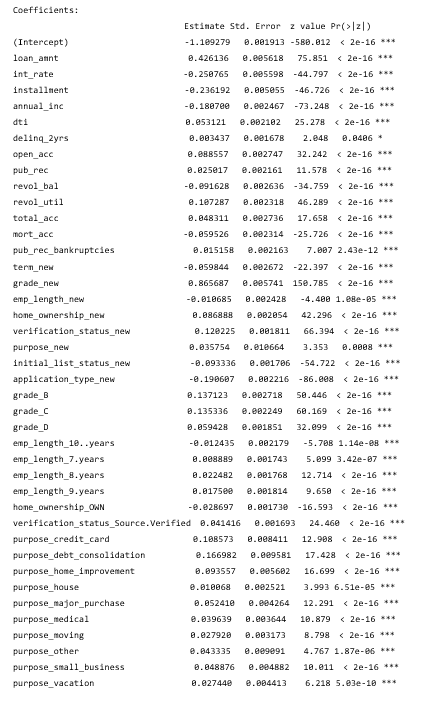 Coefficients:
Estimate Std. Error z value Pr(>|z|)
(Intercept) -1.109279 0.001913 -580.012 < 2e-16 ***
loan_amnt 0.426136 0.005618 75.851 < 2e-16 ***
int_rate -0.250765 0.005598 -44.797 < 2e-16 ***
installment -0.236192 0.005055 -46.726 < 2e-16 ***
annual_inc -0.180700 0.002467 -73.248 < 2e-16 ***
dti 0.053121 0.002102 25.278 < 2e-16 ***
delinq_2yrs 0.003437 0.001678 2.048 0.0406 *
open_acc 0.088557 0.002747 32.242 < 2e-16 ***
pub_rec 0.025017 0.002161 11.578 < 2e-16 ***
revol_bal -0.091628 0.002636 -34.759 < 2e-16 ***
revol_util 0.107287 0.002318 46.289 < 2e-16 ***
total_acc 0.048311 0.002736 17.658 < 2e-16 ***
mort_acc -0.059526 0.002314 -25.726 < 2e-16 ***
pub_rec_bankruptcies 0.015158 0.002163 7.007 2.43e-12 ***
term_new -0.059844 0.002672 -22.397 < 2e-16 ***
grade_new 0.865687 0.005741 150.785 < 2e-16 ***
emp_length_new -0.010685 0.002428 -4.400 1.08e-05 ***
home_ownership_new 0.086888 0.002054 42.296 < 2e-16 ***
verification_status_new 0.120225 0.001811 66.394 < 2e-16 ***
purpose_new 0.035754 0.010664 3.353 0.0008 ***
initial_list_status_new -0.093336 0.001706 -54.722 < 2e-16 ***
application_type_new -0.190607 0.002216 -86.008 < 2e-16 ***
grade_B 0.137123 0.002718 50.446 < 2e-16 ***
grade_C 0.135336 0.002249 60.169 < 2e-16 ***
grade_D 0.059428 0.001851 32.099 < 2e-16 ***
emp_length_10..years -0.012435 0.002179 -5.708 1.14e-08 ***
emp_length_7.years 0.008889 0.001743 5.099 3.42e-07 ***
emp_length_8.years 0.022482 0.001768 12.714 < 2e-16 ***
emp_length_9.years 0.017500 0.001814 9.650 < 2e-16 ***
home_ownership_OWN -0.028697 0.001730 -16.593 < 2e-16 ***
verification_status_Source.Verified 0.041416 0.001693 24.460 < 2e-16 ***
purpose_credit_card 0.108573 0.008411 12.908 < 2e-16 ***
purpose_debt_consolidation 0.166982 0.009581 17.428 < 2e-16 ***
purpose_home_improvement 0.093557 0.005602 16.699 < 2e-16 ***
purpose_house 0.010068 0.002521 3.993 6.51e-05 ***
purpose_major_purchase 0.052410 0.004264 12.291 < 2e-16 ***
purpose_medical 0.039639 0.003644 10.879 < 2e-16 ***
purpose_moving 0.027920 0.003173 8.798 < 2e-16 ***
purpose_other 0.043335 0.009091 4.767 1.87e-06 ***
purpose_small_business 0.048876 0.004882 10.011 < 2e-16 ***
purpose_vacation 0.027440 0.004413 6.218 5.03e-10 ***